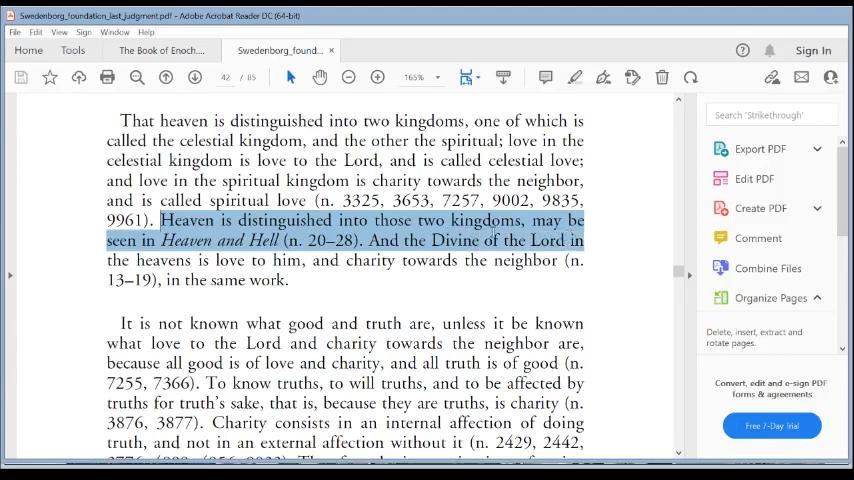 Swedenborg_foundation_last_judgment.pdf - Adobe Acrobat Reader DC (64-bit)
File Edit View Sign Window Help
Home Tools The Book of Enoch.... Swedenborg_found... × Sign In
42 / 85 165%
That heaven is distinguished into two kingdoms, one of which is
called the celestial kingdom, and the other the spiritual; love in the
celestial kingdom is love to the Lord, and is called celestial love;
and love in the spiritual kingdom is charity towards the neighbor,
and is called spiritual love (n. 3325, 3653, 7257, 9002, 9835,
9961). Heaven is distinguished into those two kingdoms, may be
seen in Heaven and Hell (n. 20–28). And the Divine of the Lord in
the heavens is love to him, and charity towards the neighbor (n.
13–19), in the same work.
It is not known what good and truth are, unless it be known
what love to the Lord and charity towards the neighbor are,
because all good is of love and charity, and all truth is of good (n.
7255, 7366). To know truths, to will truths, and to be affected by
truths for truth's sake, that is, because they are truths, is charity (n.
3876, 3877). Charity consists in an internal affection of doing
truth, and not in an external affection without it (n. 2429, 2442,
Search 'Strikethrough'
Export PDF
Edit PDF
Create PDF
Comment
Combine Files
Organize Pages
Delete, insert, extract and
rotate pages.
Convert, edit and e-sign PDF
forms & agreements
Free 7-Day Trial